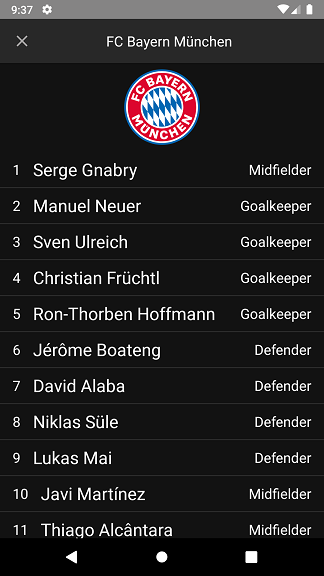 9:37
FC Bayern München
FC BAYERN
MÜNCHEN
1 Serge Gnabry Midfielder
2 Manuel Neuer Goalkeeper
3 Sven Ulreich Goalkeeper
4 Christian Früchtl Goalkeeper
5 Ron-Thorben Hoffmann Goalkeeper
6 Jérôme Boateng Defender
7 David Alaba Defender
8 Niklas Süle Defender
9 Lukas Mai Defender
10 Javi Martínez Midfielder
11 Thiago Alcântara Midfielder